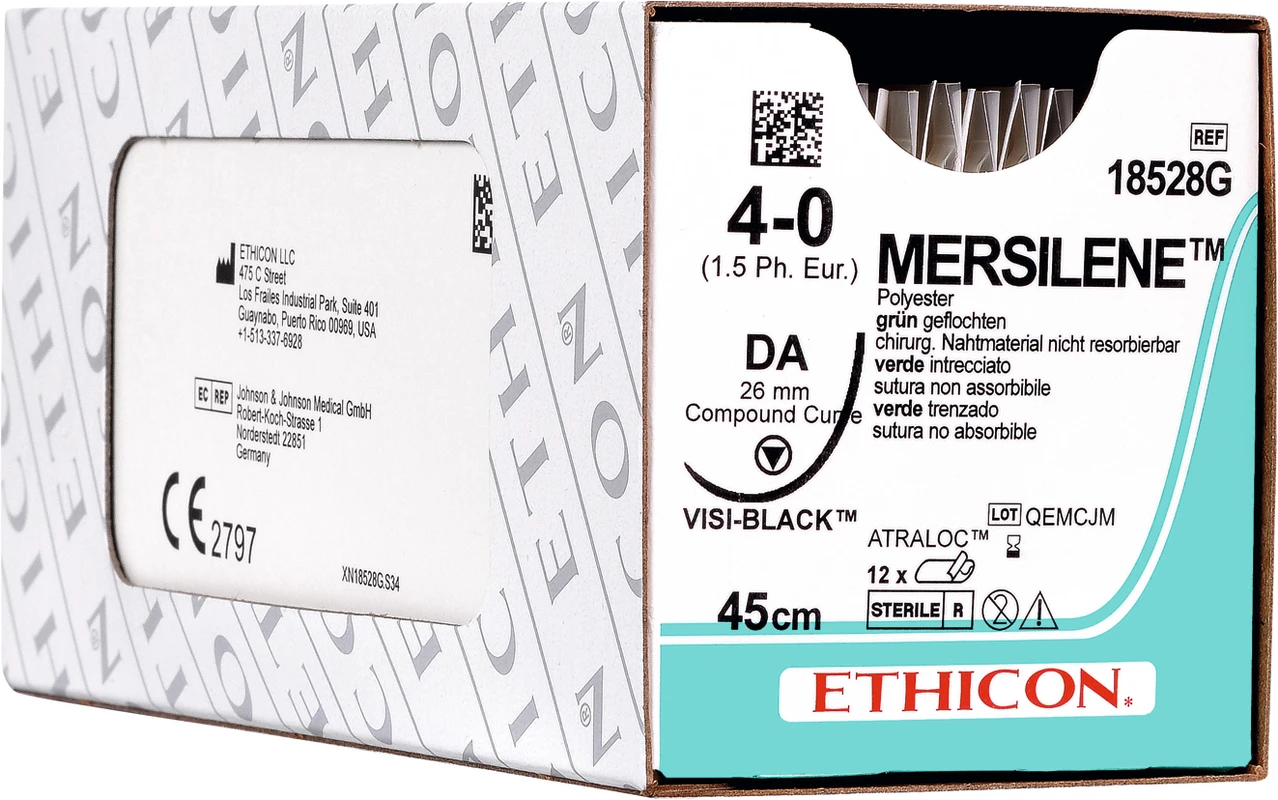 ETHICON LLC
475 C Street
Los Frailes Industrial Park, Suite 401
Guaynabo, Puerto Rico 00969, USA
+1-513-337-6928
EC REP
Johnson & Johnson Medical GmbH
Robert-Koch-Strasse 1
Norderstedt 22851
Germany
CE 2797
XN18528G.S34
REF
18528G
4-0
(1.5 Ph. Eur.)
MERSILENE™
Polyester
grün geflochten
chirurg. Nahtmaterial nicht resorbierbar
verde intrecciato
sutura non assorbibile
verde trenzado
sutura no absorbible
DA
26 mm
Compound Curve
VISI-BLACK™
LOT QEMCJM
ATRALOC™
12 x
45cm
STERILE R
2
ETHICON*
ETHICON®